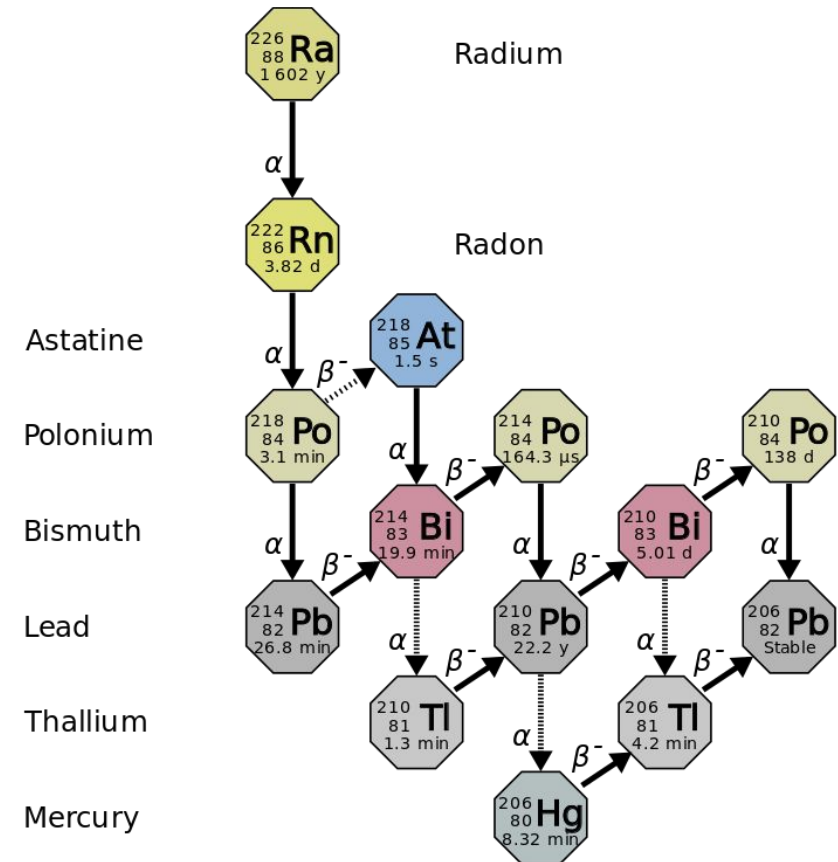 226
88 Ra
1 602 y
Radium
α
222
86 Rn
3.82 d
Radon
Astatine
α
β-
218
85 At
1.5 s
Polonium
218
84 Po
3.1 min
α
β-
214
84 Po
164.3 µs
β-
210
84 Po
138 d
Bismuth
α
β-
214
83 Bi
19.9 min
α
β-
210
83 Bi
5.01 d
α
Lead
214
82 Pb
26.8 min
α
β-
210
82 Pb
22.2 y
α
β-
206
82 Pb
Stable
Thallium
210
81 Tl
1.3 min
α
β-
206
81 Tl
4.2 min
Mercury
206
80 Hg
8.32 min